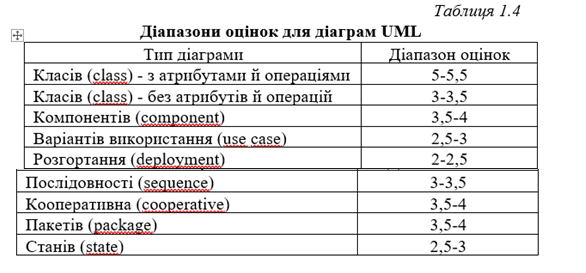 Таблиця 1.4
Діапазони оцінок для діаграм UML
Тип діаграми Діапазон оцінок
Класів (class) - з атрибутами й операціями 5-5,5
Класів (class) - без атрибутів й операцій 3-3,5
Компонентів (component) 3,5-4
Варіантів використання (use case) 2,5-3
Розгортання (deployment) 2-2,5
Послідовності (sequence) 3-3,5
Кооперативна (cooperative) 3,5-4
Пакетів (package) 3,5-4
Станів (state) 2,5-3